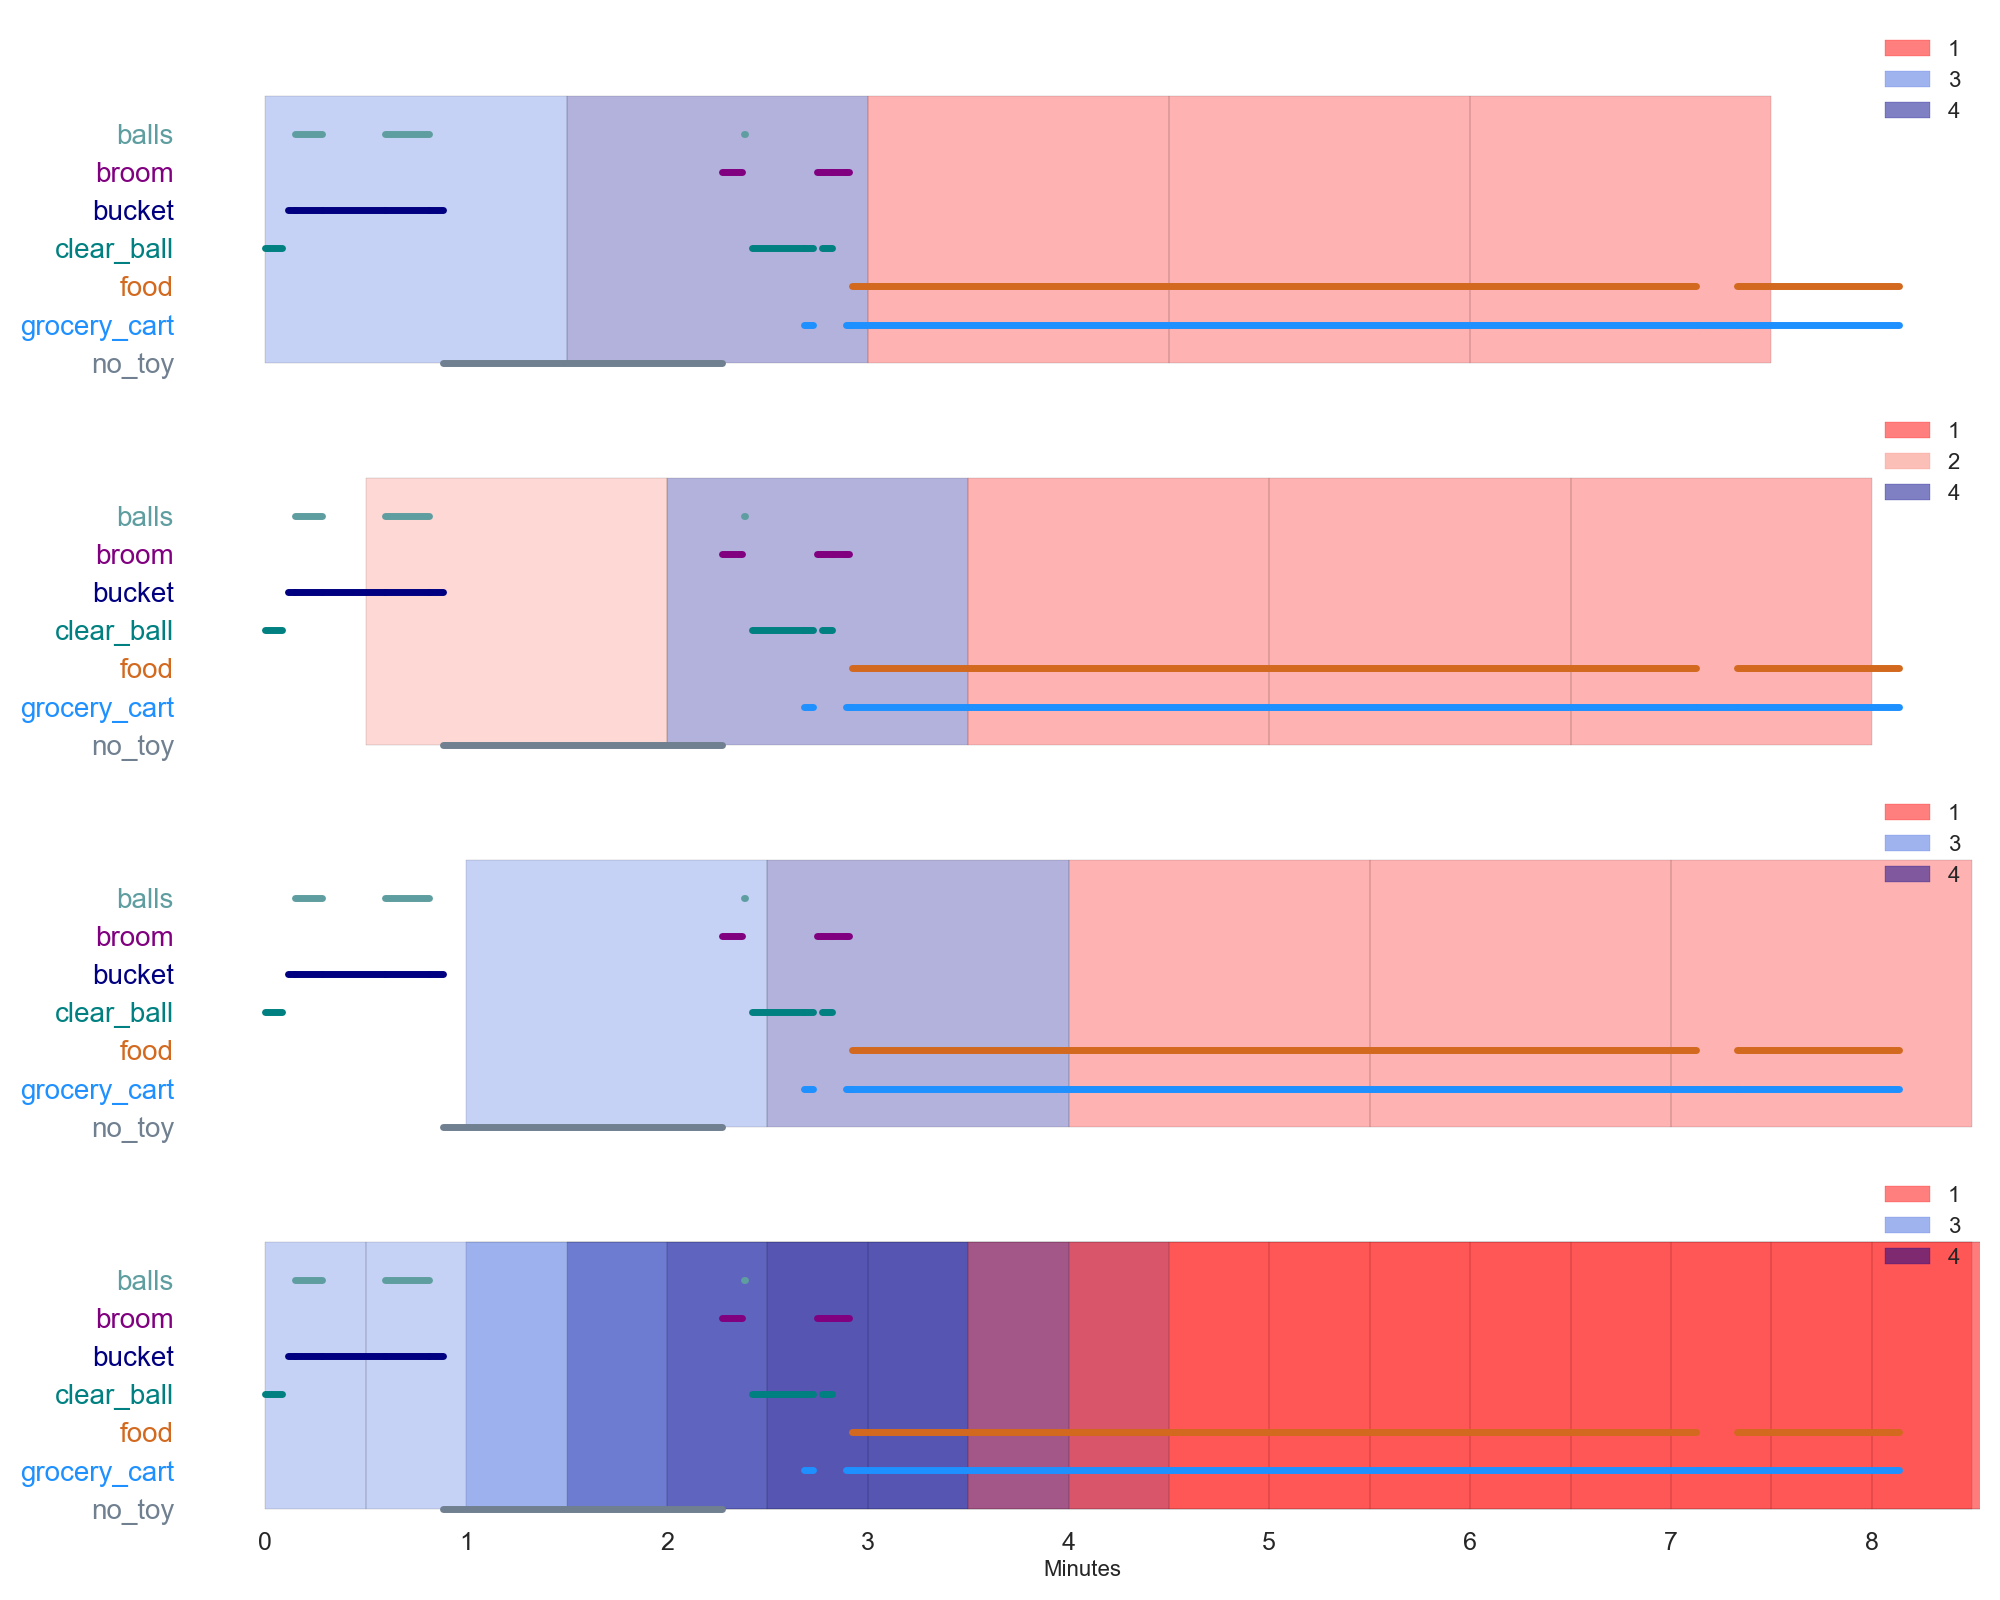 1
3
4
balls
broom
bucket
clear_ball
food
grocery_cart
no_toy
1
2
4
balls
broom
bucket
clear_ball
food
grocery_cart
no_toy
1
3
4
balls
broom
bucket
clear_ball
food
grocery_cart
no_toy
1
3
4
balls
broom
bucket
clear_ball
food
grocery_cart
no_toy
0 1 2 3 4 5 6 7 8
Minutes